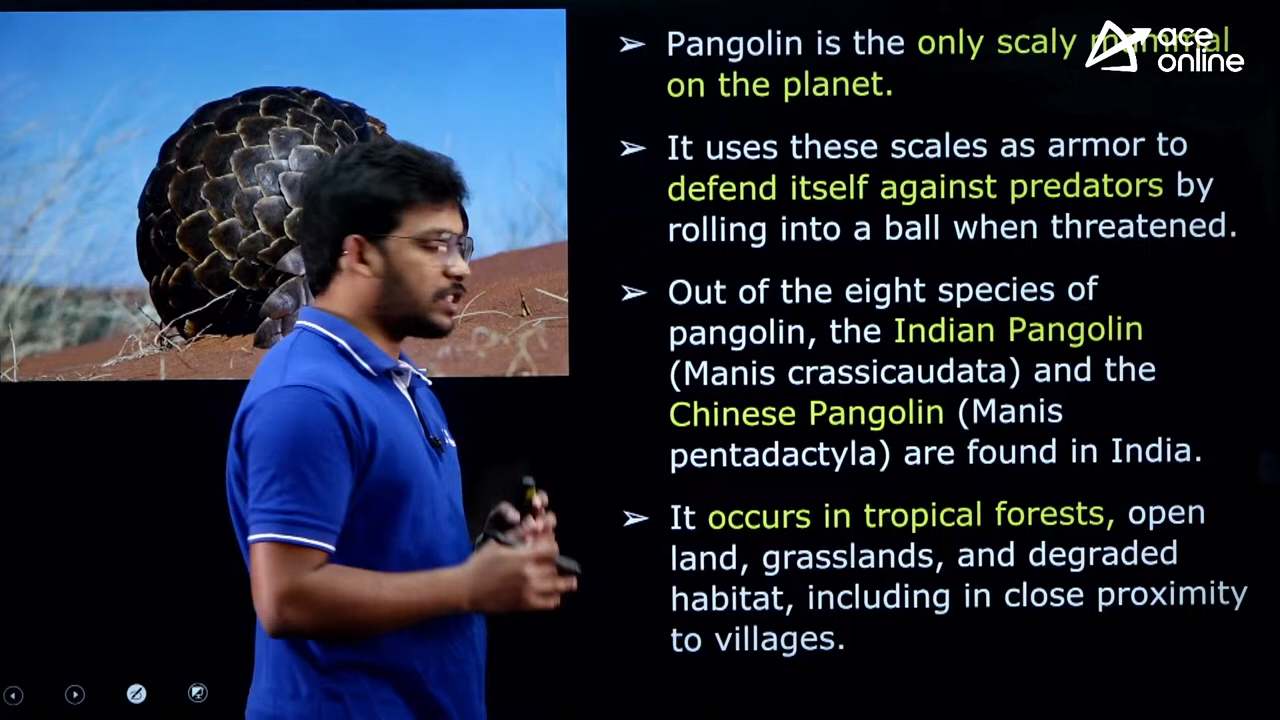 ➢ Pangolin is the only scaly mammal
on the planet.
➢ It uses these scales as armor to
defend itself against predators by
rolling into a ball when threatened.
➢ Out of the eight species of
pangolin, the Indian Pangolin
(Manis crassicaudata) and the
Chinese Pangolin (Manis
pentadactyla) are found in India.
➢ It occurs in tropical forests, open
land, grasslands, and degraded
habitat, including in close proximity
to villages.
ace
online